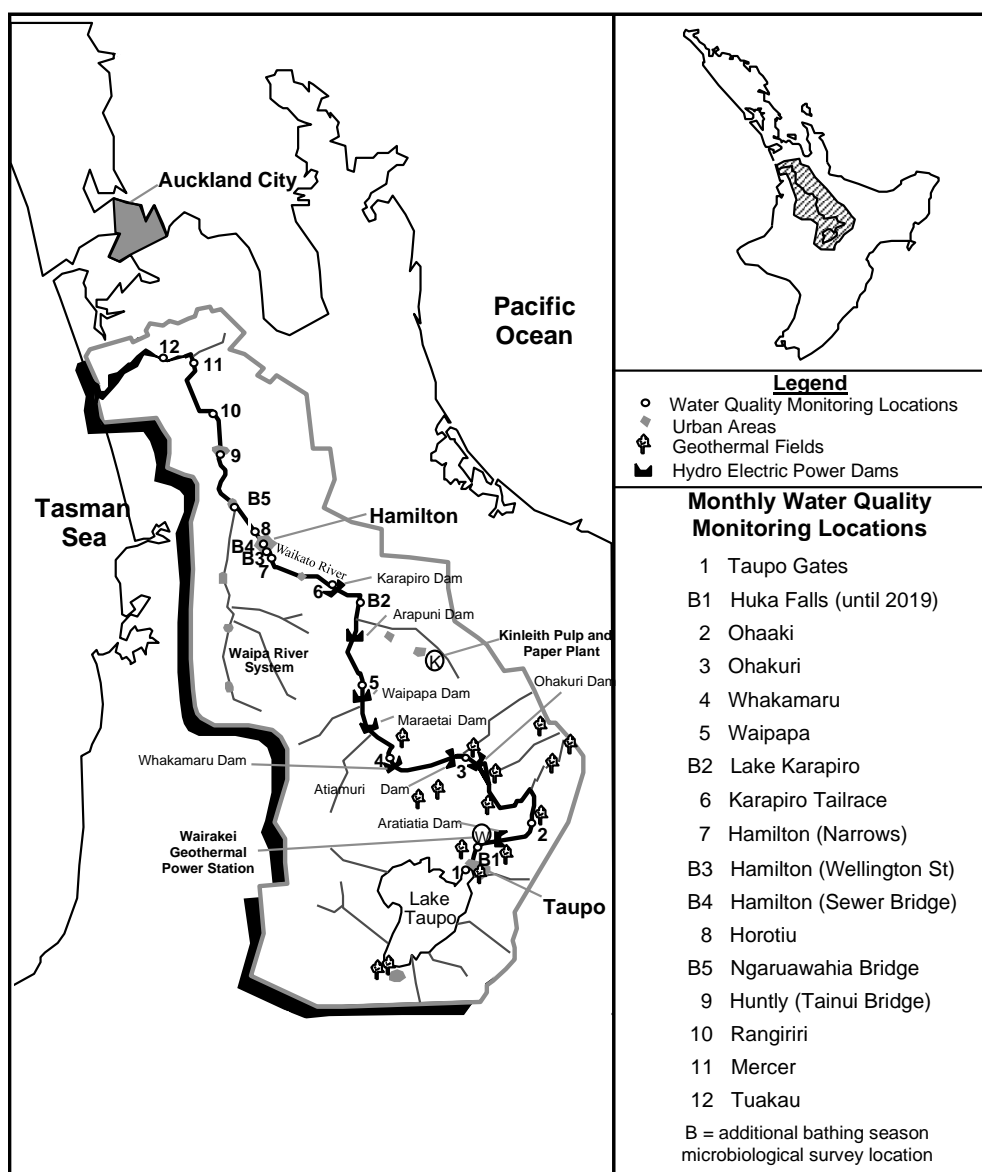 Auckland City
Pacific
Ocean
12
11
10
9
B5
Tasman
Sea
Hamilton
8
B4
B3
7
Waikato River
6
Karapiro Dam
B2
Arapuni Dam
Kinleith Pulp and
Paper Plant
K
Waipa River
System
Ohakuri Dam
5
Waipapa Dam
Maraetai Dam
Whakamaru Dam
4
3
Atiamuri Dam
Aratiatia Dam
2
Wairakei
Geothermal
Power Station
W
B1
1
Lake
Taupo
Taupo
Legend
Water Quality Monitoring Locations
Urban Areas
Geothermal Fields
Hydro Electric Power Dams
Monthly Water Quality
Monitoring Locations
1 Taupo Gates
B1 Huka Falls (until 2019)
2 Ohaaki
3 Ohakuri
4 Whakamaru
5 Waipapa
B2 Lake Karapiro
6 Karapiro Tailrace
7 Hamilton (Narrows)
B3 Hamilton (Wellington St)
B4 Hamilton (Sewer Bridge)
8 Horotiu
B5 Ngaruawahia Bridge
9 Huntly (Tainui Bridge)
10 Rangiriri
11 Mercer
12 Tuakau
B = additional bathing season
microbiological survey location